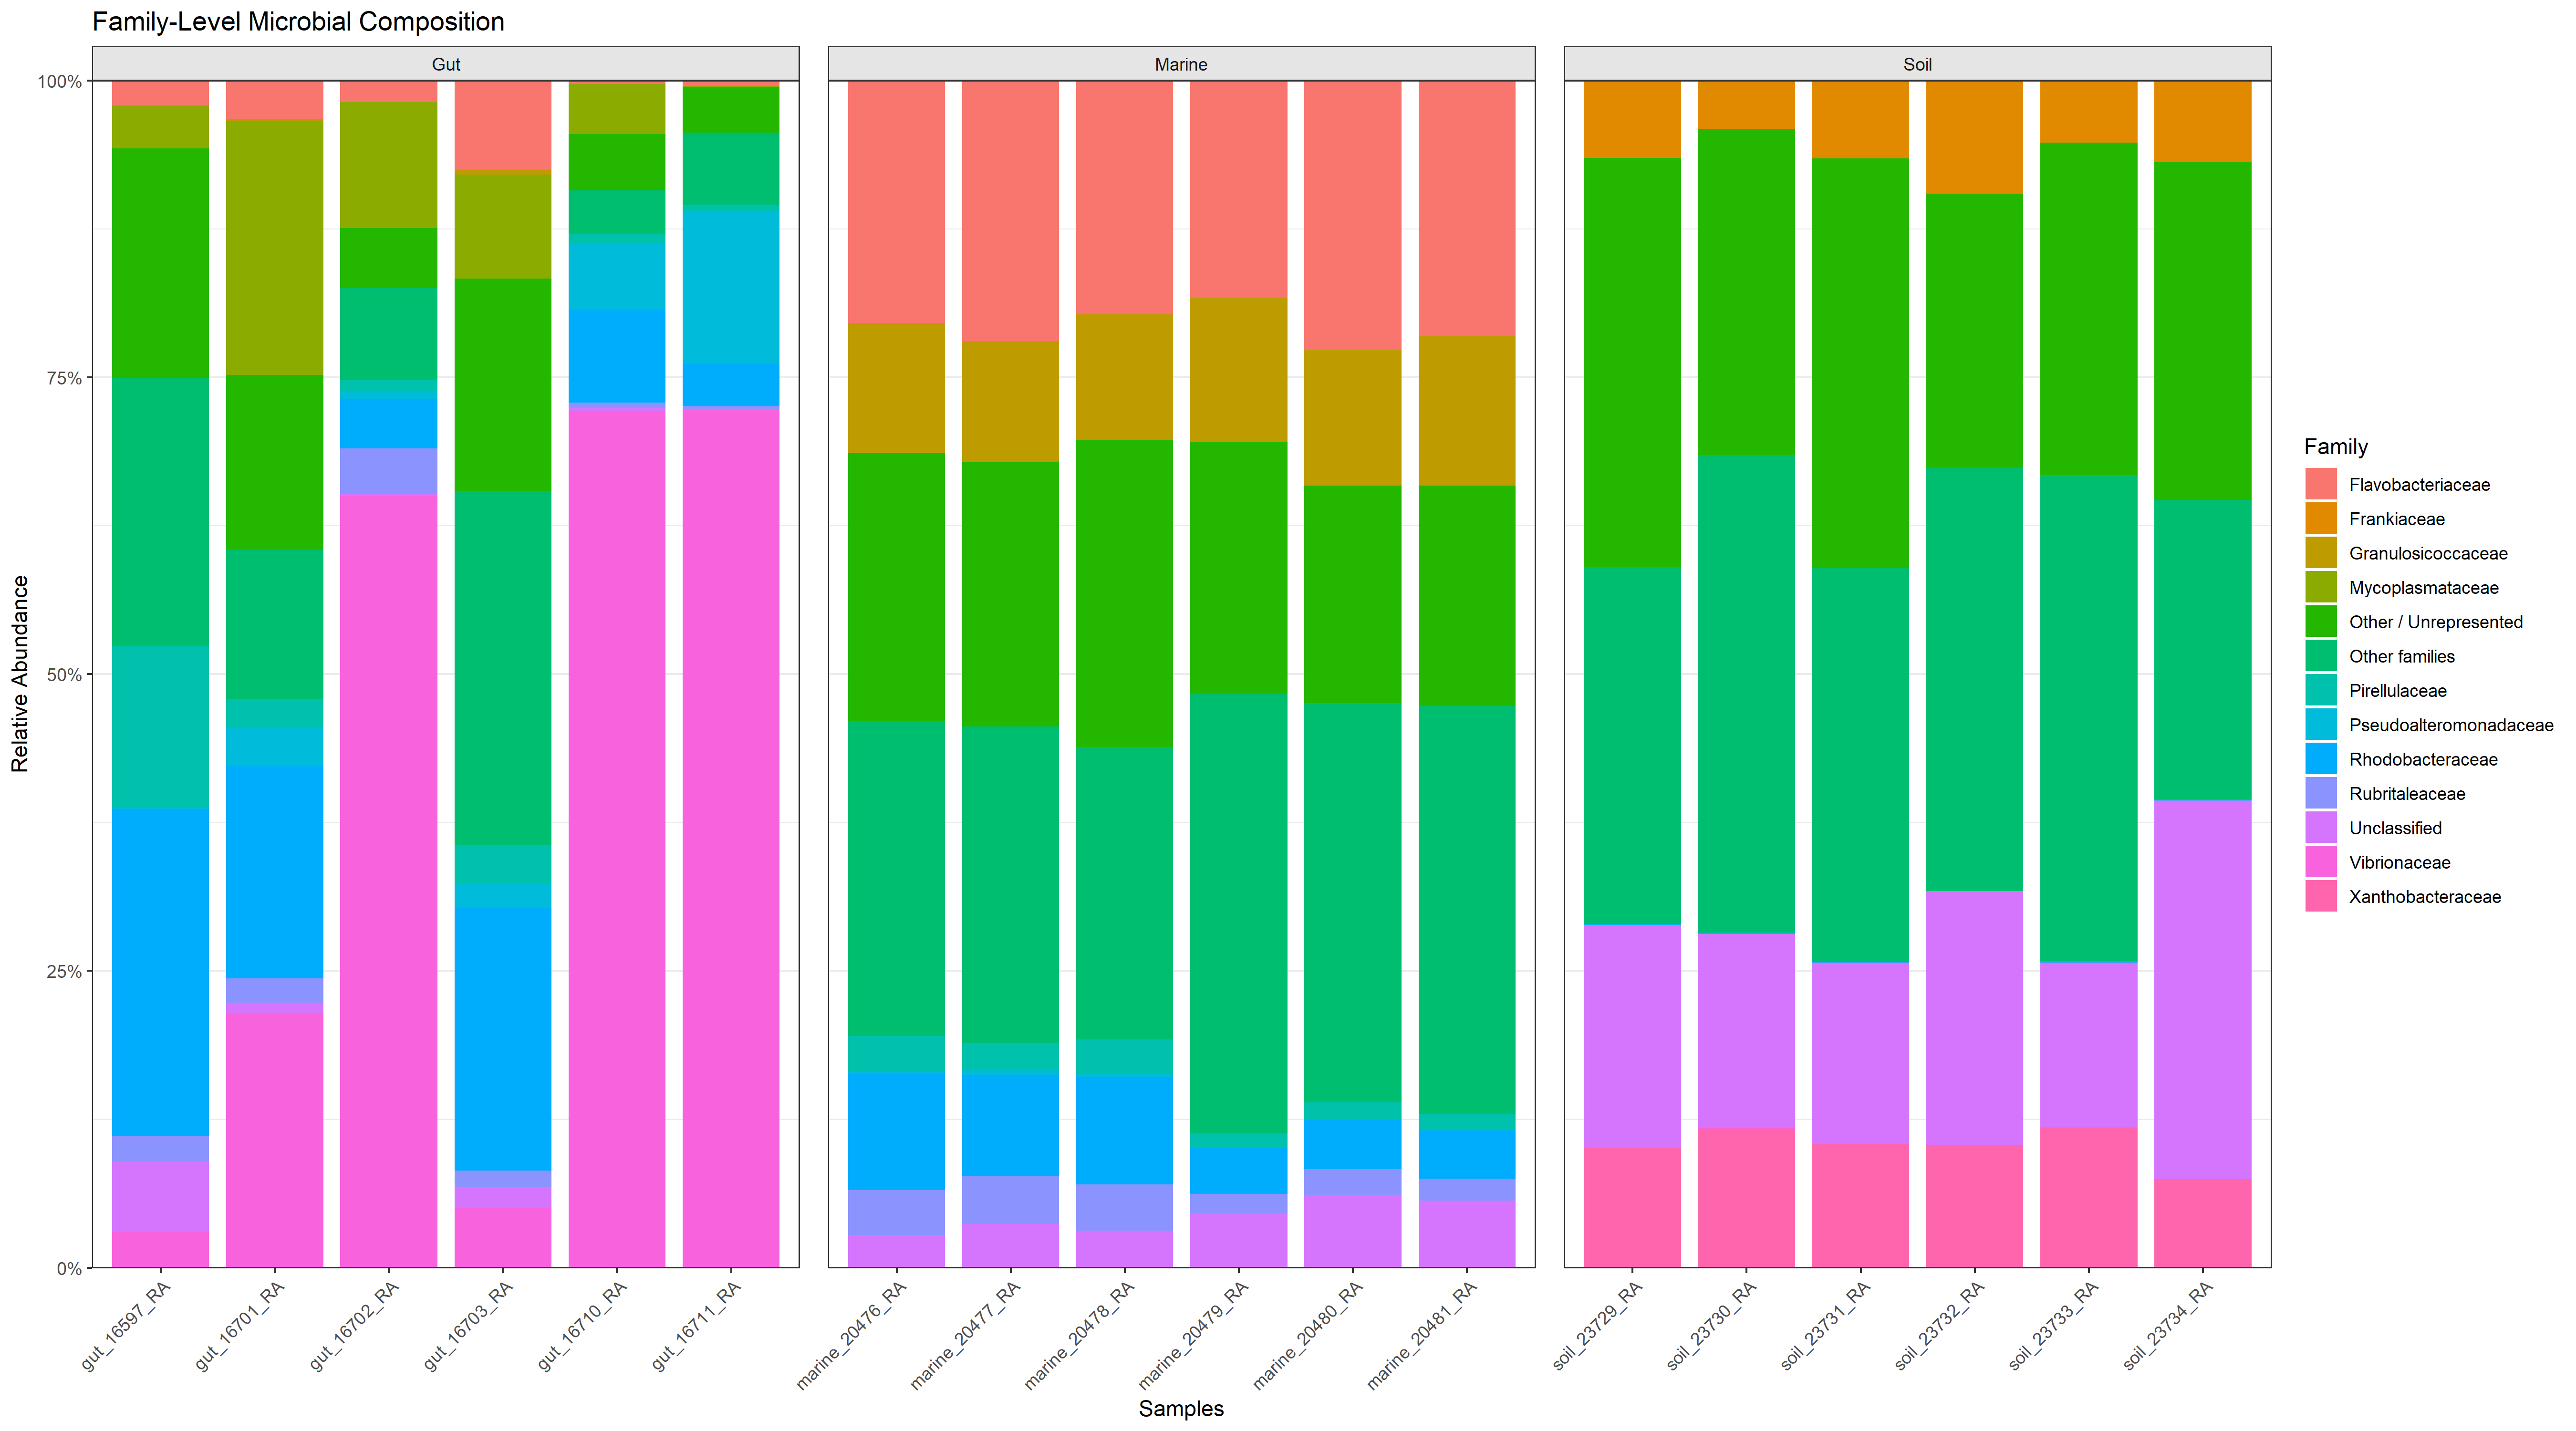 Family-Level Microbial Composition
Gut
Marine
Soil
Relative Abundance
100%
75%
50%
25%
0%
gut_16597_RA
gut_16701_RA
gut_16702_RA
gut_16703_RA
gut_16710_RA
gut_16711_RA
marine_20476_RA
marine_20477_RA
marine_20478_RA
marine_20479_RA
marine_20480_RA
marine_20481_RA
soil_23729_RA
soil_23730_RA
soil_23731_RA
soil_23732_RA
soil_23733_RA
soil_23734_RA
Samples
Family
Flavobacteriaceae
Frankiaceae
Granulosicoccaceae
Mycoplasmataceae
Other / Unrepresented
Other families
Pirellulaceae
Pseudoalteromonadaceae
Rhodobacteraceae
Rubritaleaceae
Unclassified
Vibrionaceae
Xanthobacteraceae